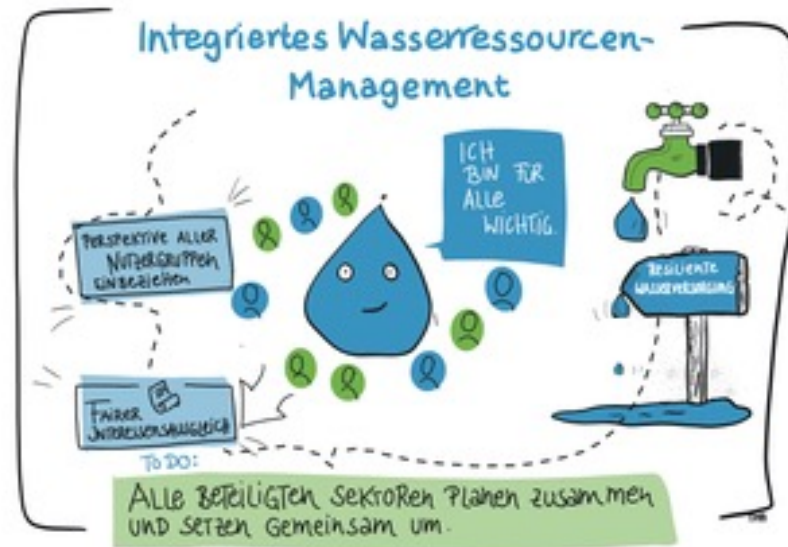 Integriertes Wasserressourcen-
Management
ICH
BIN FÜR
ALLE
WICHTIG.
PERSPEKTIVE ALLER
NUTZERGRUPPEN
EINBEZIEHEN
RESILIENTE
WASSERVERSORGUNG
FAIRER
INTERESSENSAUSGLEICH
TO DO:
ALLE BETEILIGTEN SEKTOREN PLANEN ZUSAMMEN
UND SETZEN GEMEINSAM UM.